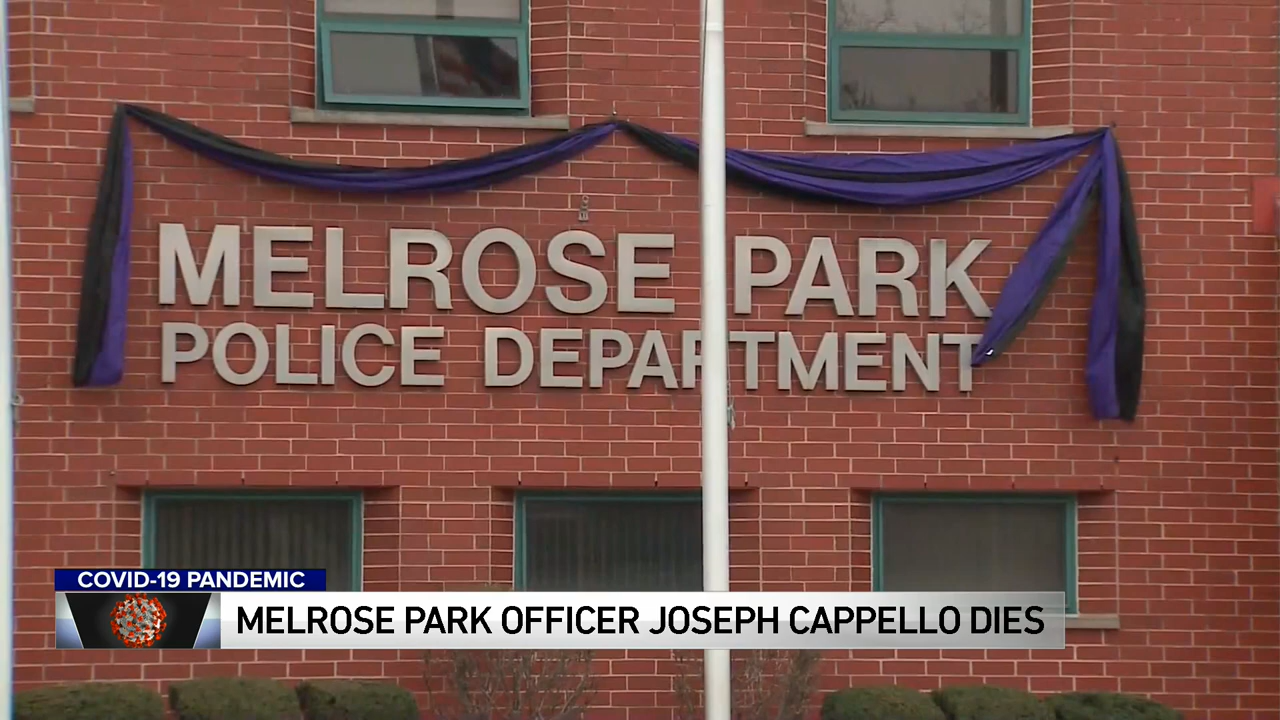 MELROSE PARK
POLICE DEPARTMENT
COVID-19 PANDEMIC
MELROSE PARK OFFICER JOSEPH CAPPELLO DIES